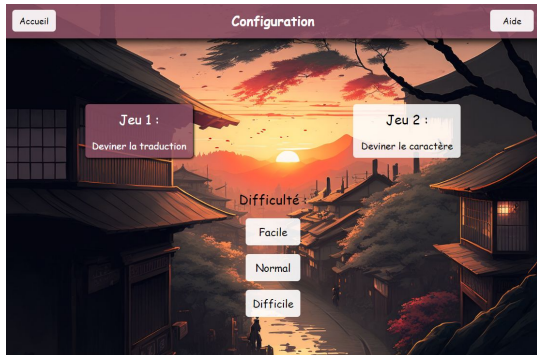 Accueil
Configuration
Aide
Jeu 1 :
Deviner la traduction
Jeu 2 :
Deviner le caractère
Difficulté :
Facile
Normal
Difficile